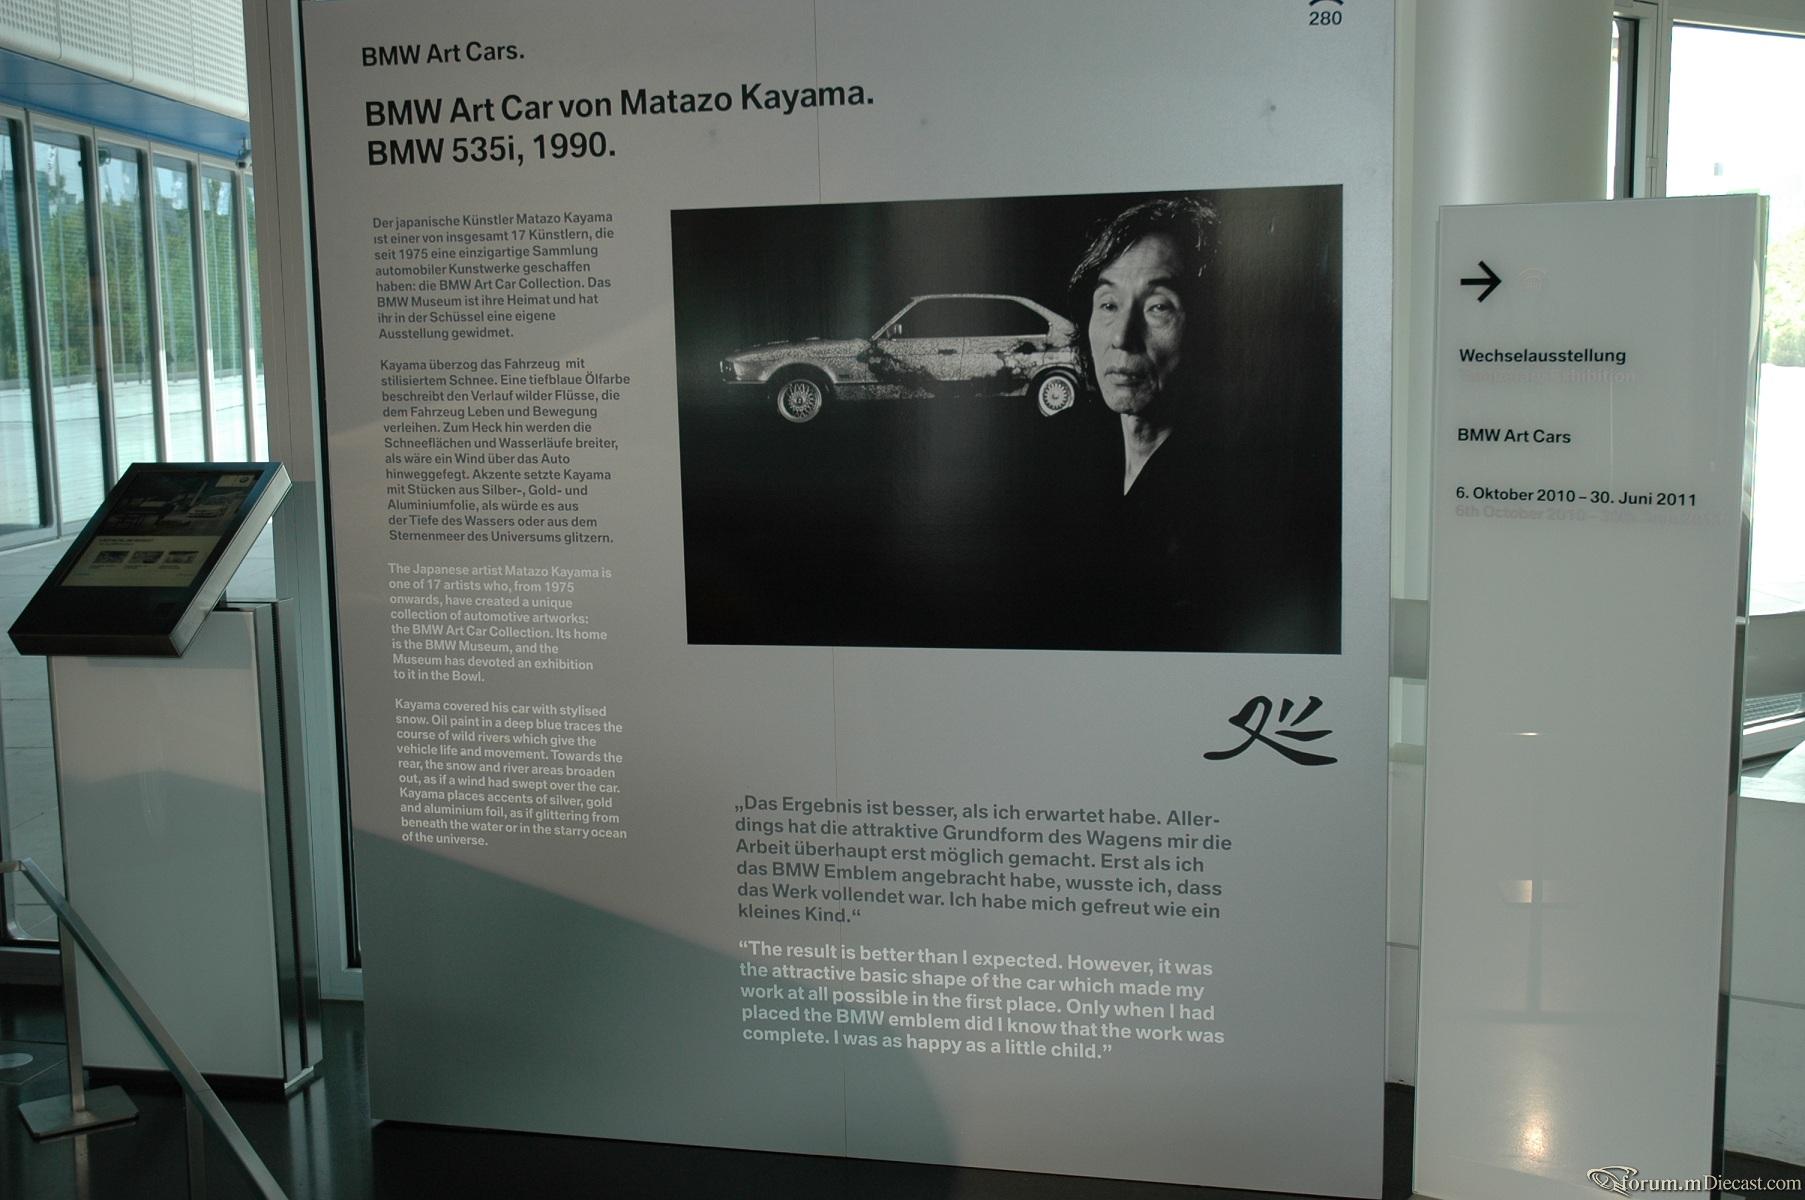 280
BMW Art Cars.
BMW Art Car von Matazo Kayama.
BMW 535i, 1990.
Der japanische Künstler Matazo Kayama
ist einer von insgesamt 17 Künstlern, die
seit 1975 eine einzigartige Sammlung
automobiler Kunstwerke geschaffen
haben: die BMW Art Car Collection. Das
BMW Museum ist ihre Heimat und hat
ihr in der Schüssel eine eigene
Ausstellung gewidmet.
Kayama überzog das Fahrzeug mit
stilisiertem Schnee. Eine tiefblaue Ölfarbe
beschreibt den Verlauf wilder Flüsse, die
dem Fahrzeug Leben und Bewegung
verleihen. Zum Heck hin werden die
Schneeflächen und Wasserläufe breiter,
als wäre ein Wind über das Auto
hinweggefegt. Akzente setzte Kayama
mit Stücken aus Silber-, Gold- und
Aluminiumfolie, als würde es aus
der Tiefe des Wassers oder aus dem
Sternenmeer des Universums glitzern.
The Japanese artist Matazo Kayama is
one of 17 artists who, from 1975
onwards, have created a unique
collection of automotive artworks:
the BMW Art Car Collection. Its home
is the BMW Museum, and the
Museum has devoted an exhibition
to it in the Bowl.
Kayama covered his car with stylised
snow. Oil paint in a deep blue traces the
course of wild rivers which give the
vehicle life and movement. Towards the
rear, the snow and river areas broaden
out, as if a wind had swept over the car.
Kayama places accents of silver, gold
and aluminium foil, as if glittering from
beneath the water or in the starry ocean
of the universe.
„Das Ergebnis ist besser, als ich erwartet habe. Aller-
dings hat die attraktive Grundform des Wagens mir die
Arbeit überhaupt erst möglich gemacht. Erst als ich
das BMW Emblem angebracht habe, wusste ich, dass
das Werk vollendet war. Ich habe mich gefreut wie ein
kleines Kind.“
“The result is better than I expected. However, it was
the attractive basic shape of the car which made my
work at all possible in the first place. Only when I had
placed the BMW emblem did I know that the work was
complete. I was as happy as a little child.”
Wechselausstellung
Exhibition
BMW Art Cars
6. Oktober 2010 – 30. Juni 2011
6th October 2010 –
forum.mDiecast.com